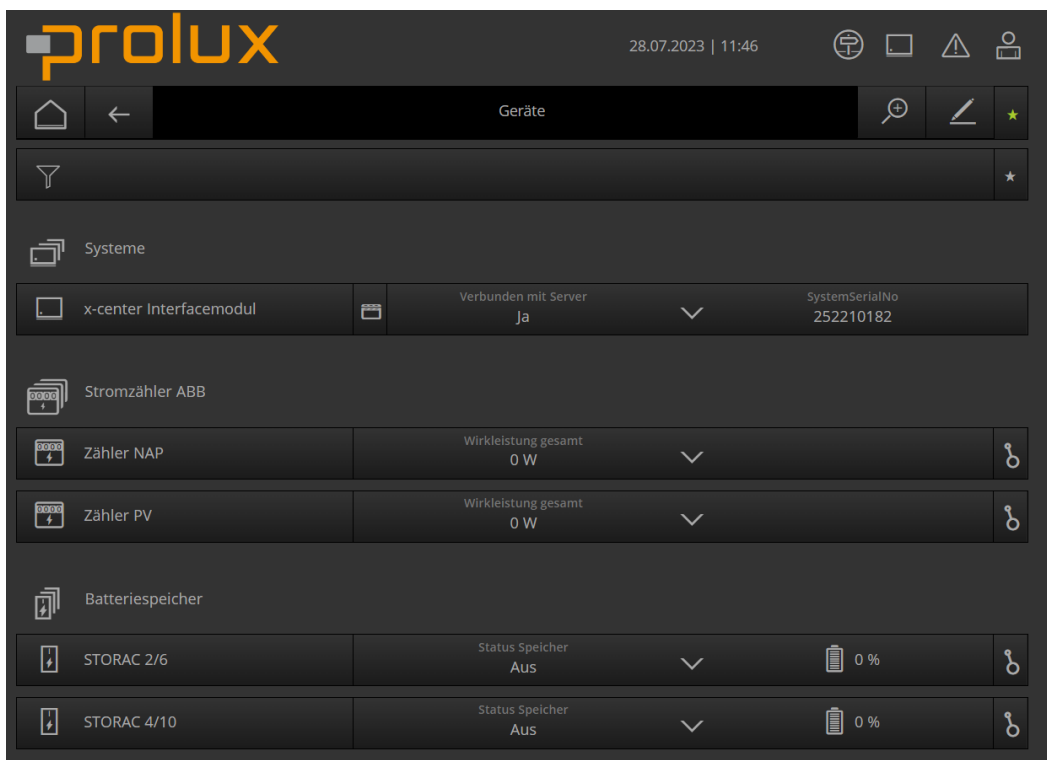 prolux
28.07.2023 | 11:46
Geräte
Systeme
x-center Interfacemodul
Verbunden mit Server
Ja
SystemSerialNo
252210182
Stromzähler ABB
Zähler NAP
Wirkleistung gesamt
0 W
Zähler PV
Wirkleistung gesamt
0 W
Batteriespeicher
STORAC 2/6
Status Speicher
Aus
0 %
STORAC 4/10
Status Speicher
Aus
0 %